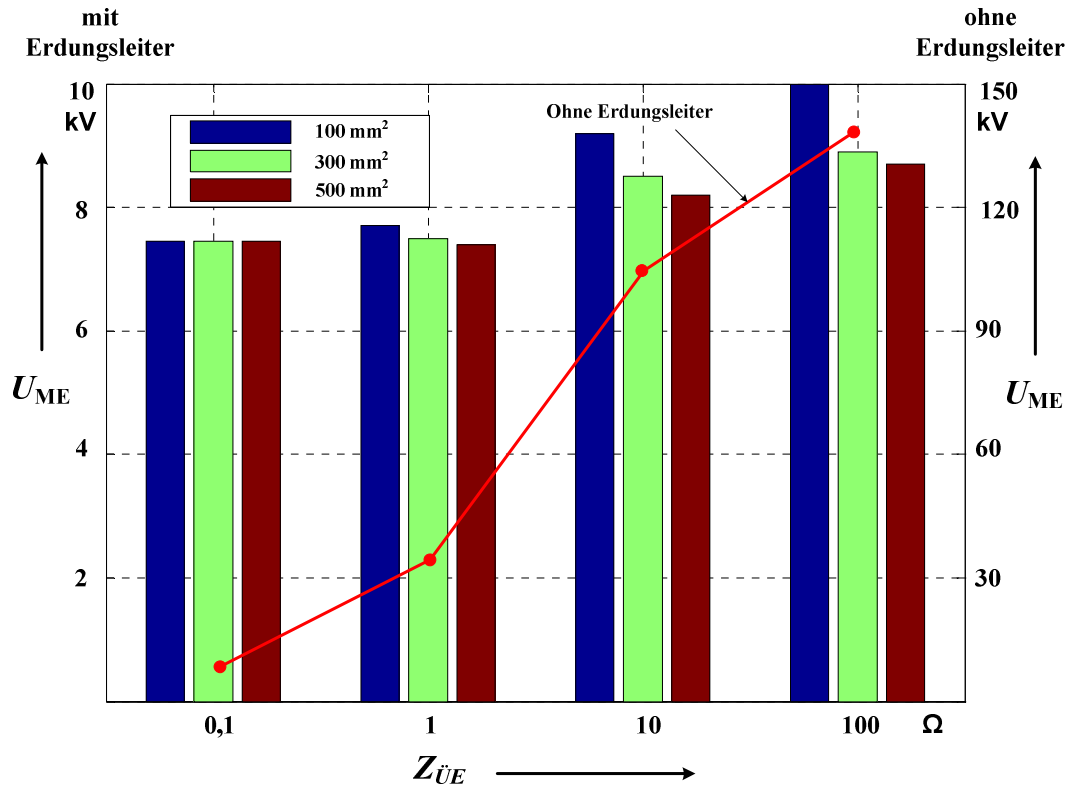 mit
Erdungsleiter
ohne
Erdungsleiter
10
kV
8
6
4
2
U_ME
100 mm²
300 mm²
500 mm²
Ohne Erdungsleiter
150
kV
120
90
60
30
U_ME
0,1
1
10
100
Ω
Z_ÜE